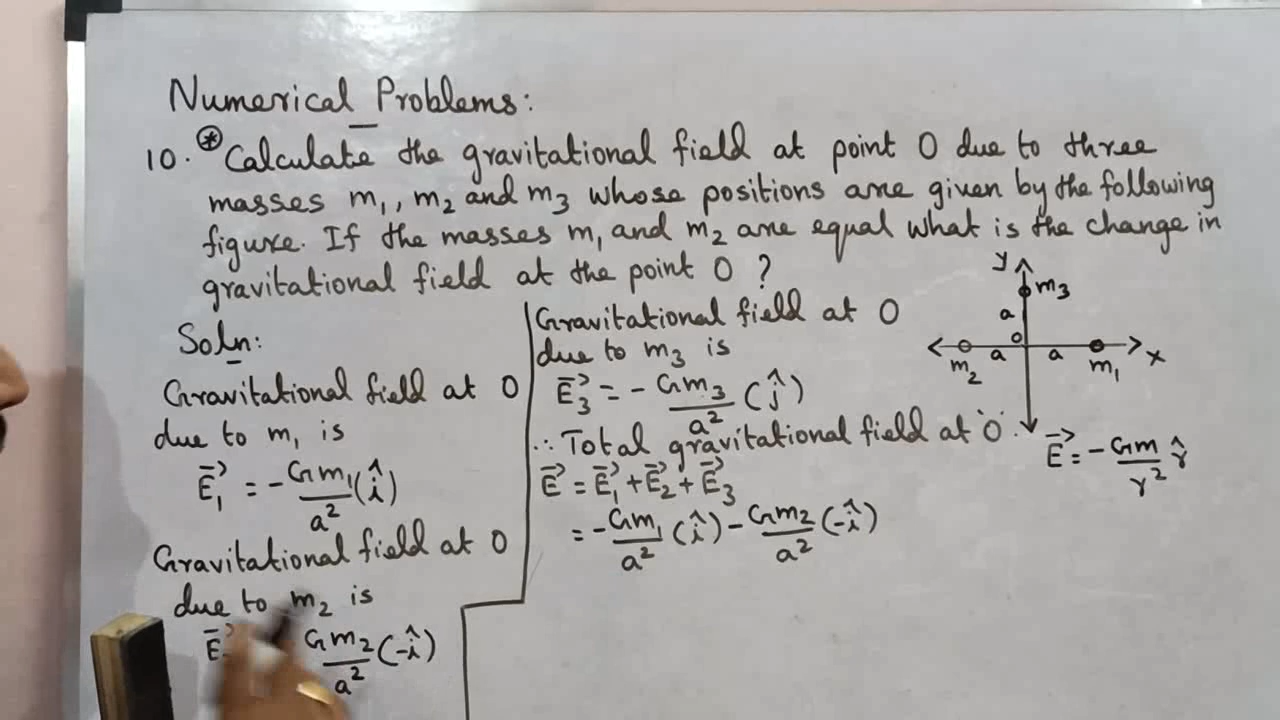 Numerical Problems:
10. * Calculate the gravitational field at point O due to three
masses m₁, m₂ and m₃ whose positions are given by the following
figure. If the masses m₁ and m₂ are equal what is the change in
gravitational field at the point O ?
Soln:
Gravitational field at O
due to m₁ is
E⃗₁ = -Gm₁/a² (î)
Gravitational field at O
due to m₂ is
E⃗ Gm₂/a² (-î)
Gravitational field at O
due to m₃ is
E⃗₃ = -Gm₃/a² (ĵ)
∴ Total gravitational field at 'O'.
E⃗ = E⃗₁ + E⃗₂ + E⃗₃
= -Gm₁/a² (î) - Gm₂/a² (-î)
y
m₃
a
O
a a x
m₂ m₁
E⃗ = -Gm/r² r̂